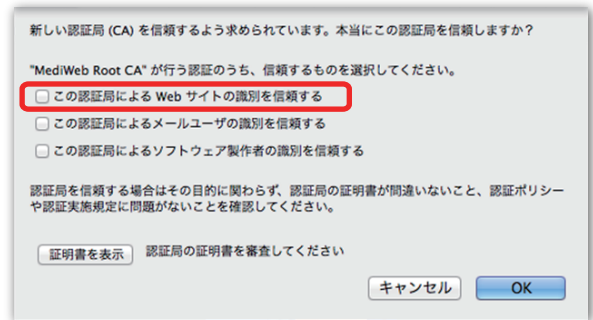 新しい認証局 (CA) を信頼するよう求められています。本当にこの認証局を信頼しますか？
"MediWeb Root CA" が行う認証のうち、信頼するものを選択してください。
この認証局による Web サイトの識別を信頼する
この認証局によるメールユーザの識別を信頼する
この認証局によるソフトウェア製作者の識別を信頼する
認証局を信頼する場合はその目的に関わらず、認証局の証明書が間違いないこと、認証ポリシー
や認証実施規定に問題がないことを確認してください。
証明書を表示 認証局の証明書を審査してください
キャンセル OK